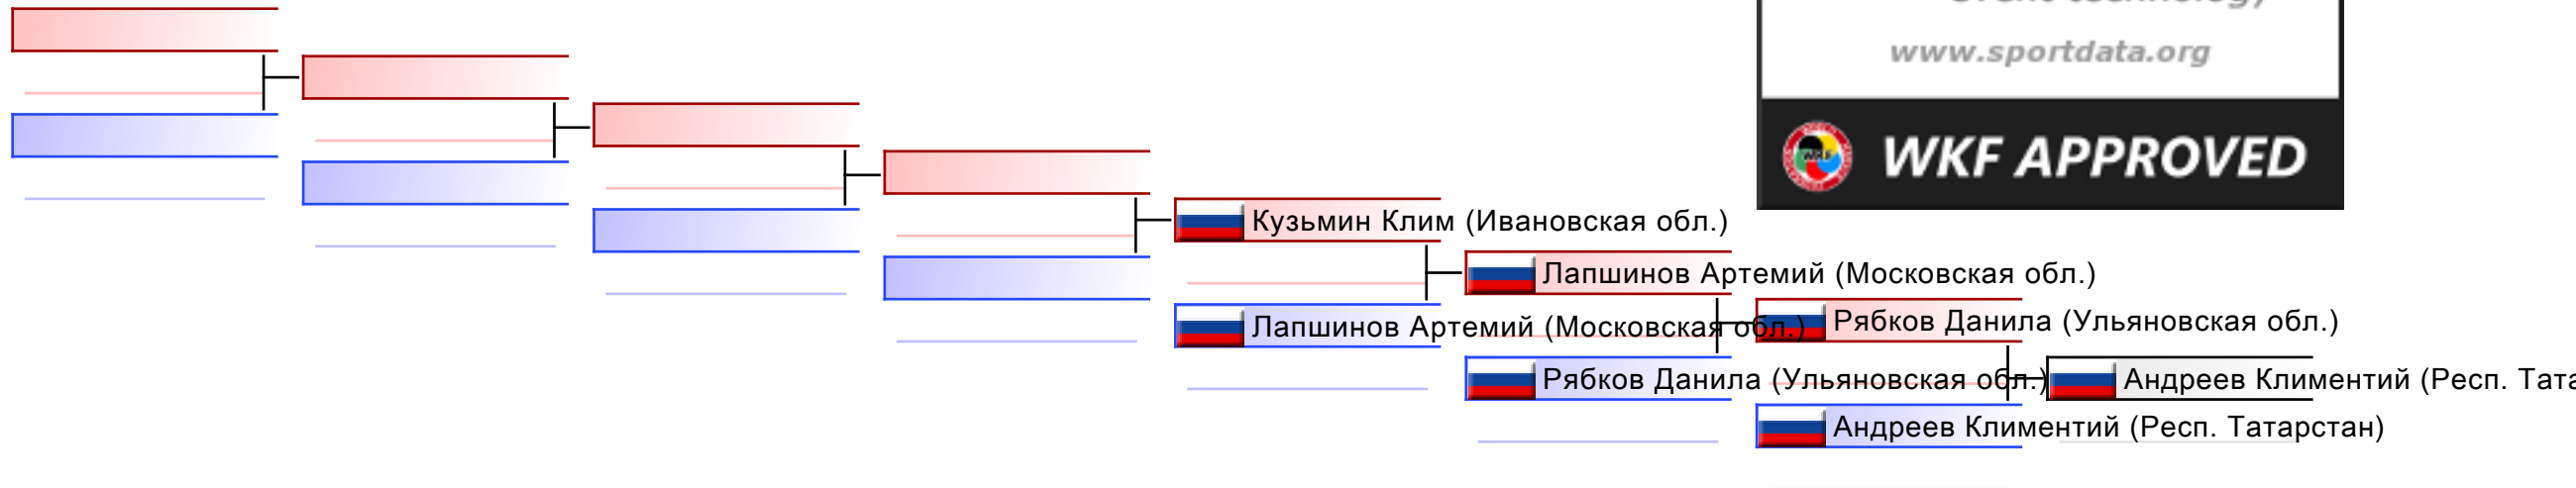 www.sportdata.org
WKF APPROVED
Кузьмин Клим (Ивановская обл.)
Лапшинов Артемий (Московская обл.)
Лапшинов Артемий (Московская обл.)
Рябков Данила (Ульяновская обл.)
Рябков Данила (Ульяновская обл.)
Андреев Климентий (Респ. Тата
Андреев Климентий (Респ. Татарстан)